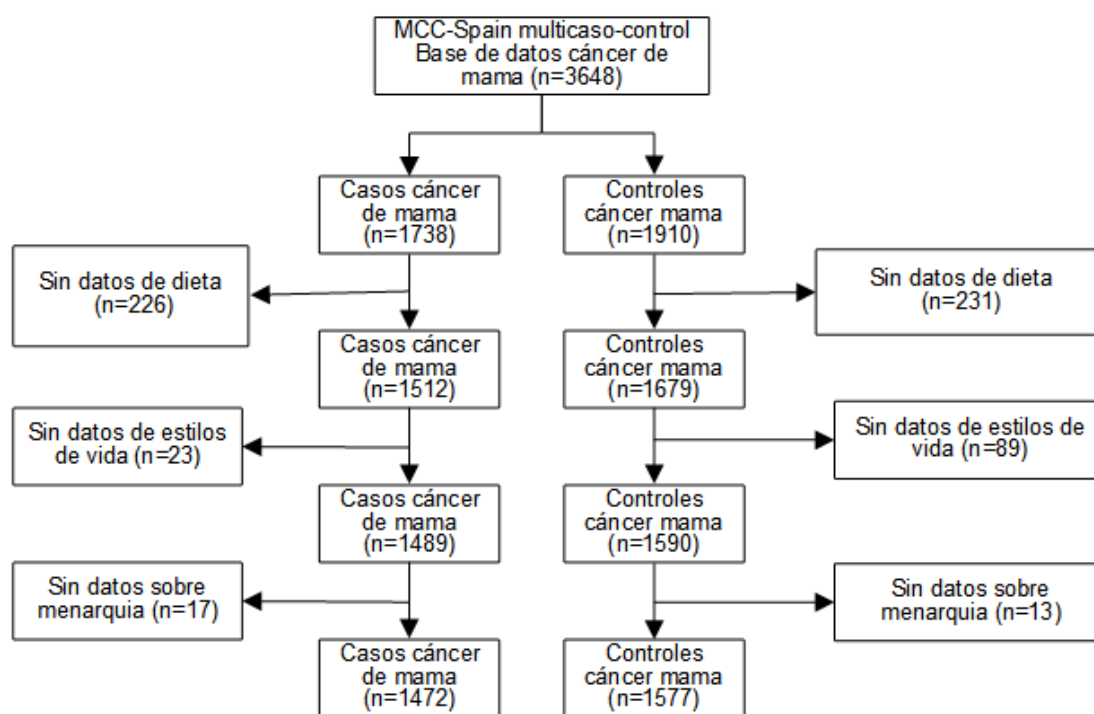 MCC-Spain multicaso-control
Base de datos cáncer de
mama (n=3648)
Casos cáncer
de mama
(n=1738)
Controles
cáncer mama
(n=1910)
Sin datos de dieta
(n=226)
Sin datos de dieta
(n=231)
Casos cáncer
de mama
(n=1512)
Controles
cáncer mama
(n=1679)
Sin datos de estilos
de vida (n=23)
Sin datos de estilos de
vida (n=89)
Casos cáncer
de mama
(n=1489)
Controles
cáncer mama
(n=1590)
Sin datos sobre
menarquia (n=17)
Sin datos sobre
menarquia (n=13)
Casos cáncer
de mama
(n=1472)
Controles
cáncer mama
(n=1577)